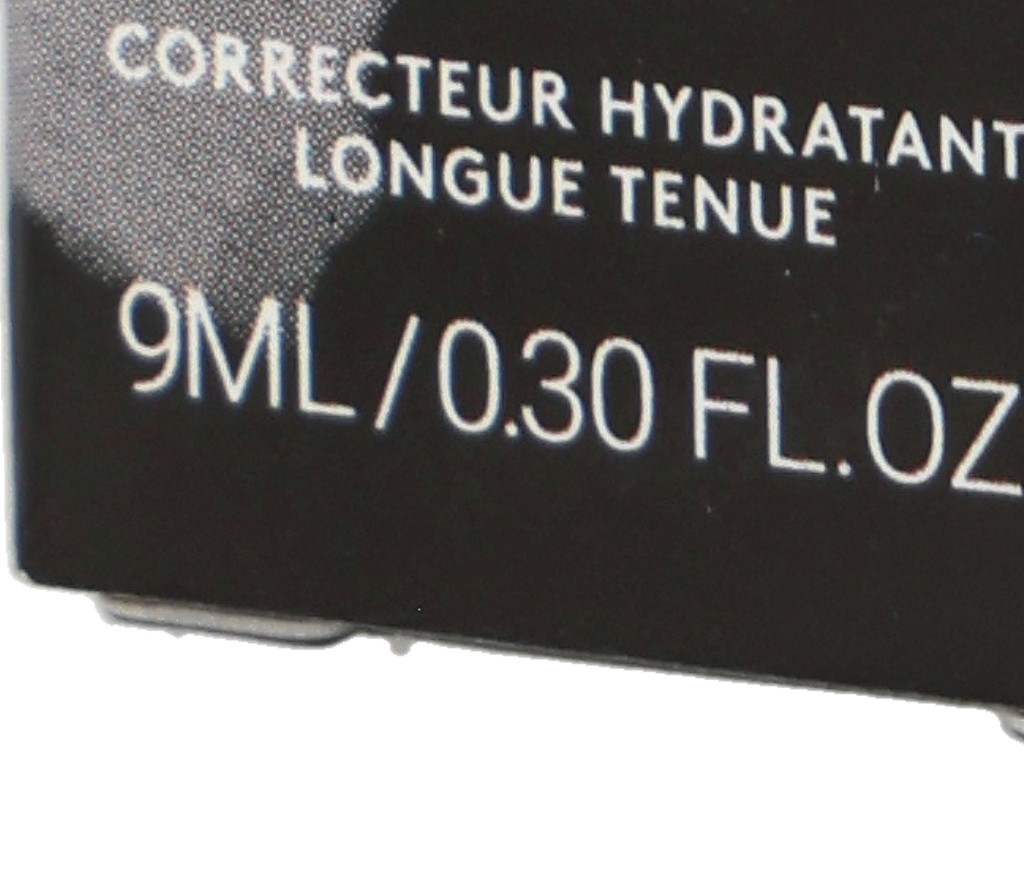 CORRECTEUR HYDRATANT
LONGUE TENUE
9ML/0.30 FL.OZ